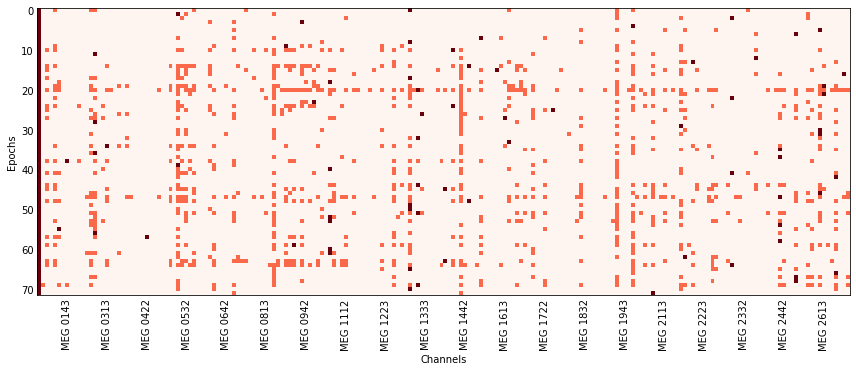 0
10
20
30
40
50
60
70
Epochs
MEG 0143
MEG 0313
MEG 0422
MEG 0532
MEG 0642
MEG 0813
MEG 0942
MEG 1112
MEG 1223
MEG 1333
MEG 1442
MEG 1613
MEG 1722
MEG 1832
MEG 1943
MEG 2113
MEG 2223
MEG 2332
MEG 2442
MEG 2613
Channels